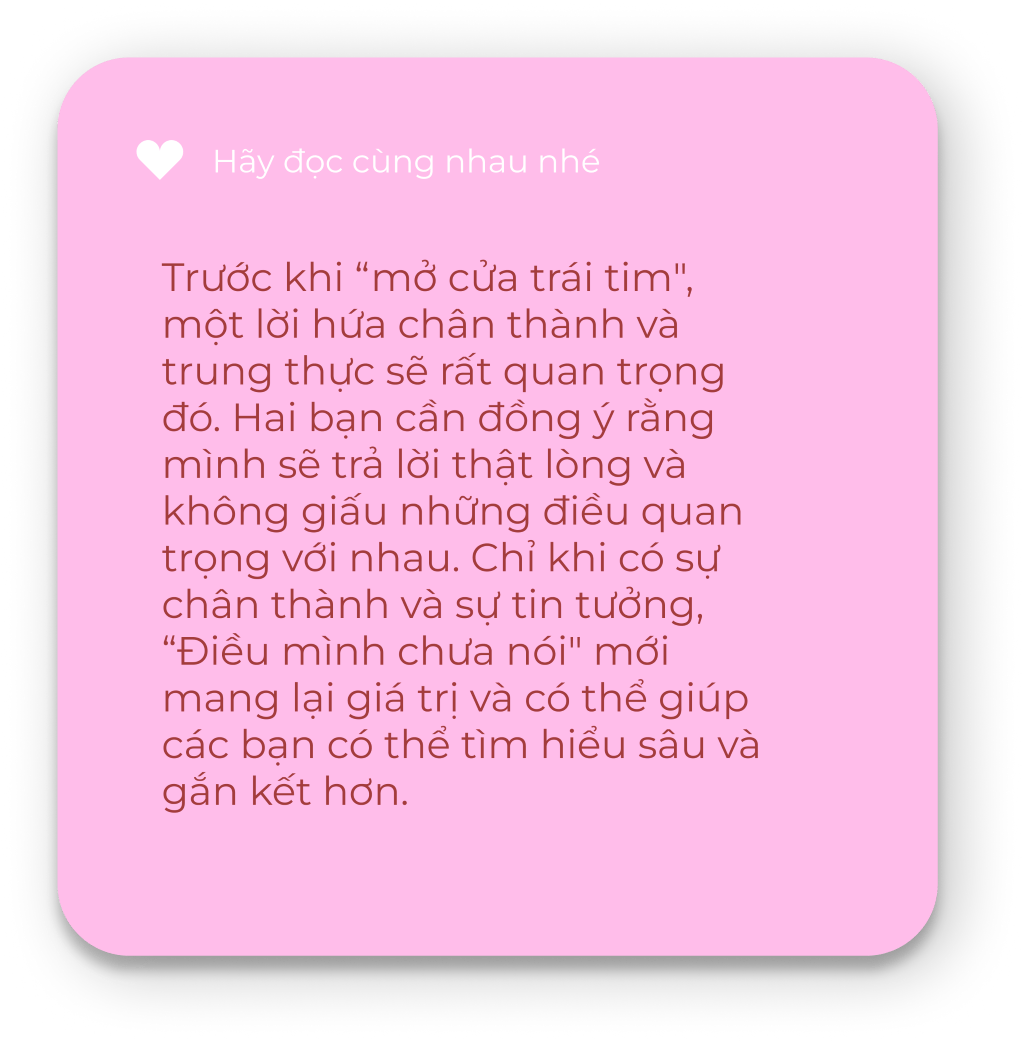 Hãy đọc cùng nhau nhé
Trước khi “mở cửa trái tim",
một lời hứa chân thành và
trung thực sẽ rất quan trọng
đó. Hai bạn cần đồng ý rằng
mình sẽ trả lời thật lòng và
không giấu những điều quan
trọng với nhau. Chỉ khi có sự
chân thành và sự tin tưởng,
“Điều mình chưa nói" mới
mang lại giá trị và có thể giúp
các bạn có thể tìm hiểu sâu và
gắn kết hơn.